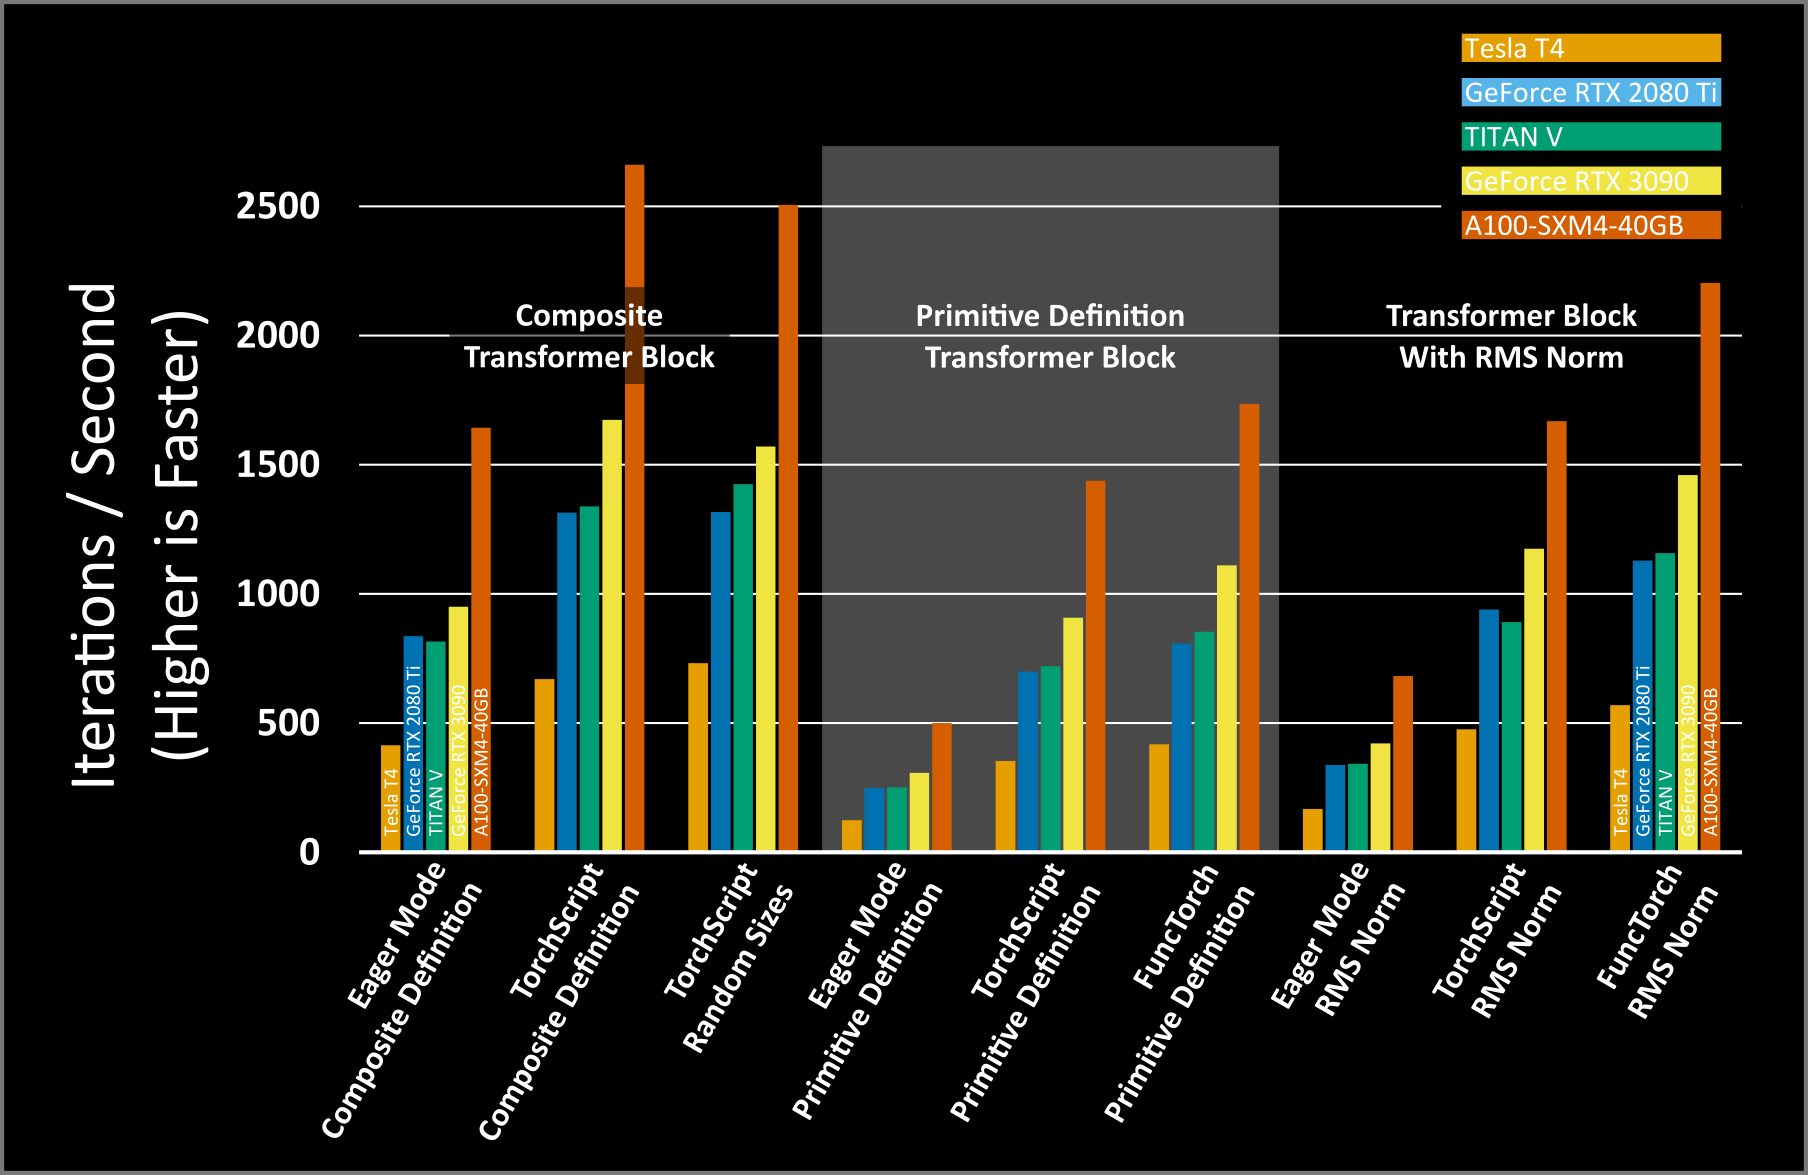 Tesla T4
GeForce RTX 2080 Ti
TITAN V
GeForce RTX 3090
A100-SXM4-40GB
Iterations / Second
(Higher is Faster)
2500
2000
1500
1000
500
0
Composite
Transformer Block
Primitive Definition
Transformer Block
Transformer Block
With RMS Norm
Tesla T4
GeForce RTX 2080 Ti
TITAN V
GeForce RTX 3090
A100-SXM4-40GB
Tesla T4
GeForce RTX 2080 Ti
TITAN V
GeForce RTX 3090
A100-SXM4-40GB
Eager Mode
Composite Definition
TorchScript
Composite Definition
TorchScript
Random Sizes
Eager Mode
Primitive Definition
TorchScript
Primitive Definition
FuncTorch
Primitive Definition
Eager Mode
RMS Norm
TorchScript
RMS Norm
FuncTorch
RMS Norm